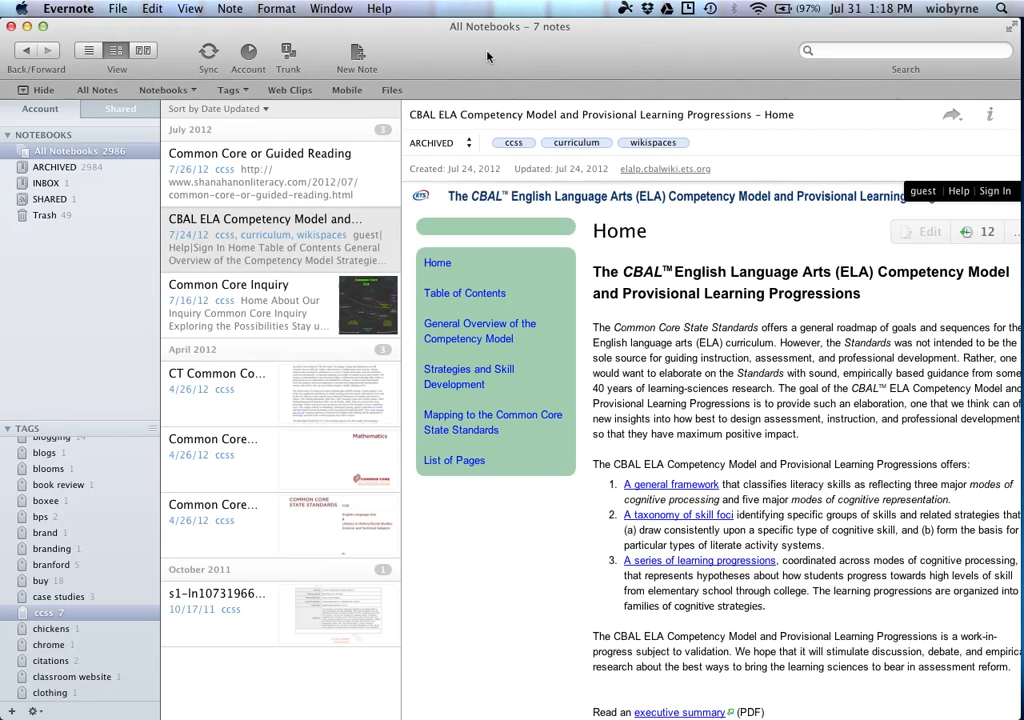 Evernote File Edit View Note Format Window Help (97%) Jul 31 1:18 PM wiobyrne
All Notebooks – 7 notes
Back/Forward View Sync Account Trunk New Note Search
Hide All Notes Notebooks Tags Web Clips Mobile Files
Account Shared
NOTEBOOKS
All Notebooks 2986
ARCHIVED 2984
INBOX 1
SHARED 1
Trash 49
TAGS
blogging 14
blogs 1
blooms 1
book review 1
boxee 1
bps 2
brand 1
branding 1
branford 5
buy 18
case studies 3
ccss 7
chickens 1
chrome 1
citations 2
classroom website 1
clothing 1
Sort by Date Updated
July 2012 3
Common Core or Guided Reading
7/26/12 ccss http://
www.shanahanonliteracy.com/2012/07/
common-core-or-guided-reading.html
CBAL ELA Competency Model and...
7/24/12 ccss, curriculum, wikispaces guest|
Help|Sign In Home Table of Contents General
Overview of the Competency Model Strategie...
Common Core Inquiry
7/16/12 ccss Home About Our
Inquiry Common Core Inquiry
Exploring the Possibilities Stay u...
April 2012 3
CT Common Co...
4/26/12 ccss
Common Core...
4/26/12 ccss
Mathematics
Common Core...
4/26/12 ccss
COMMON CORE
STATE STANDARDS FOR
English Language Arts
&
Literacy in History/Social Studies,
Science, and Technical Subjects
October 2011 1
s1-ln10731966...
10/17/11 ccss
CBAL ELA Competency Model and Provisional Learning Progressions – Home
ARCHIVED ccss curriculum wikispaces
Created: Jul 24, 2012 Updated: Jul 24, 2012 elalp.cbalwiki.ets.org
ETS The CBAL™ English Language Arts (ELA) Competency Model and Provisional Learning
guest Help Sign In
Home
Table of Contents
General Overview of the
Competency Model
Strategies and Skill
Development
Mapping to the Common Core
State Standards
List of Pages
Home Edit 12 ...
The CBAL™ English Language Arts (ELA) Competency Model
and Provisional Learning Progressions
The Common Core State Standards offers a general roadmap of goals and sequences for the
English language arts (ELA) curriculum. However, the Standards was not intended to be the
sole source for guiding instruction, assessment, and professional development. Rather, one
would want to elaborate on the Standards with sound, empirically based guidance from some
40 years of learning-sciences research. The goal of the CBAL™ ELA Competency Model and
Provisional Learning Progressions is to provide such an elaboration, one that we think can of
new insights into how best to design assessment, instruction, and professional development
so that they have maximum positive impact.
The CBAL ELA Competency Model and Provisional Learning Progressions offers:
1. A general framework that classifies literacy skills as reflecting three major modes of
cognitive processing and five major modes of cognitive representation.
2. A taxonomy of skill foci identifying specific groups of skills and related strategies that
(a) draw consistently upon a specific type of cognitive skill, and (b) form the basis for
particular types of literate activity systems.
3. A series of learning progressions, coordinated across modes of cognitive processing,
that represents hypotheses about how students progress towards high levels of skill
from elementary school through college. The learning progressions are organized into
families of cognitive strategies.
The CBAL ELA Competency Model and Provisional Learning Progressions is a work-in-
progress subject to validation. We hope that it will stimulate discussion, debate, and empirica
research about the best ways to bring the learning sciences to bear in assessment reform.
Read an executive summary (PDF)